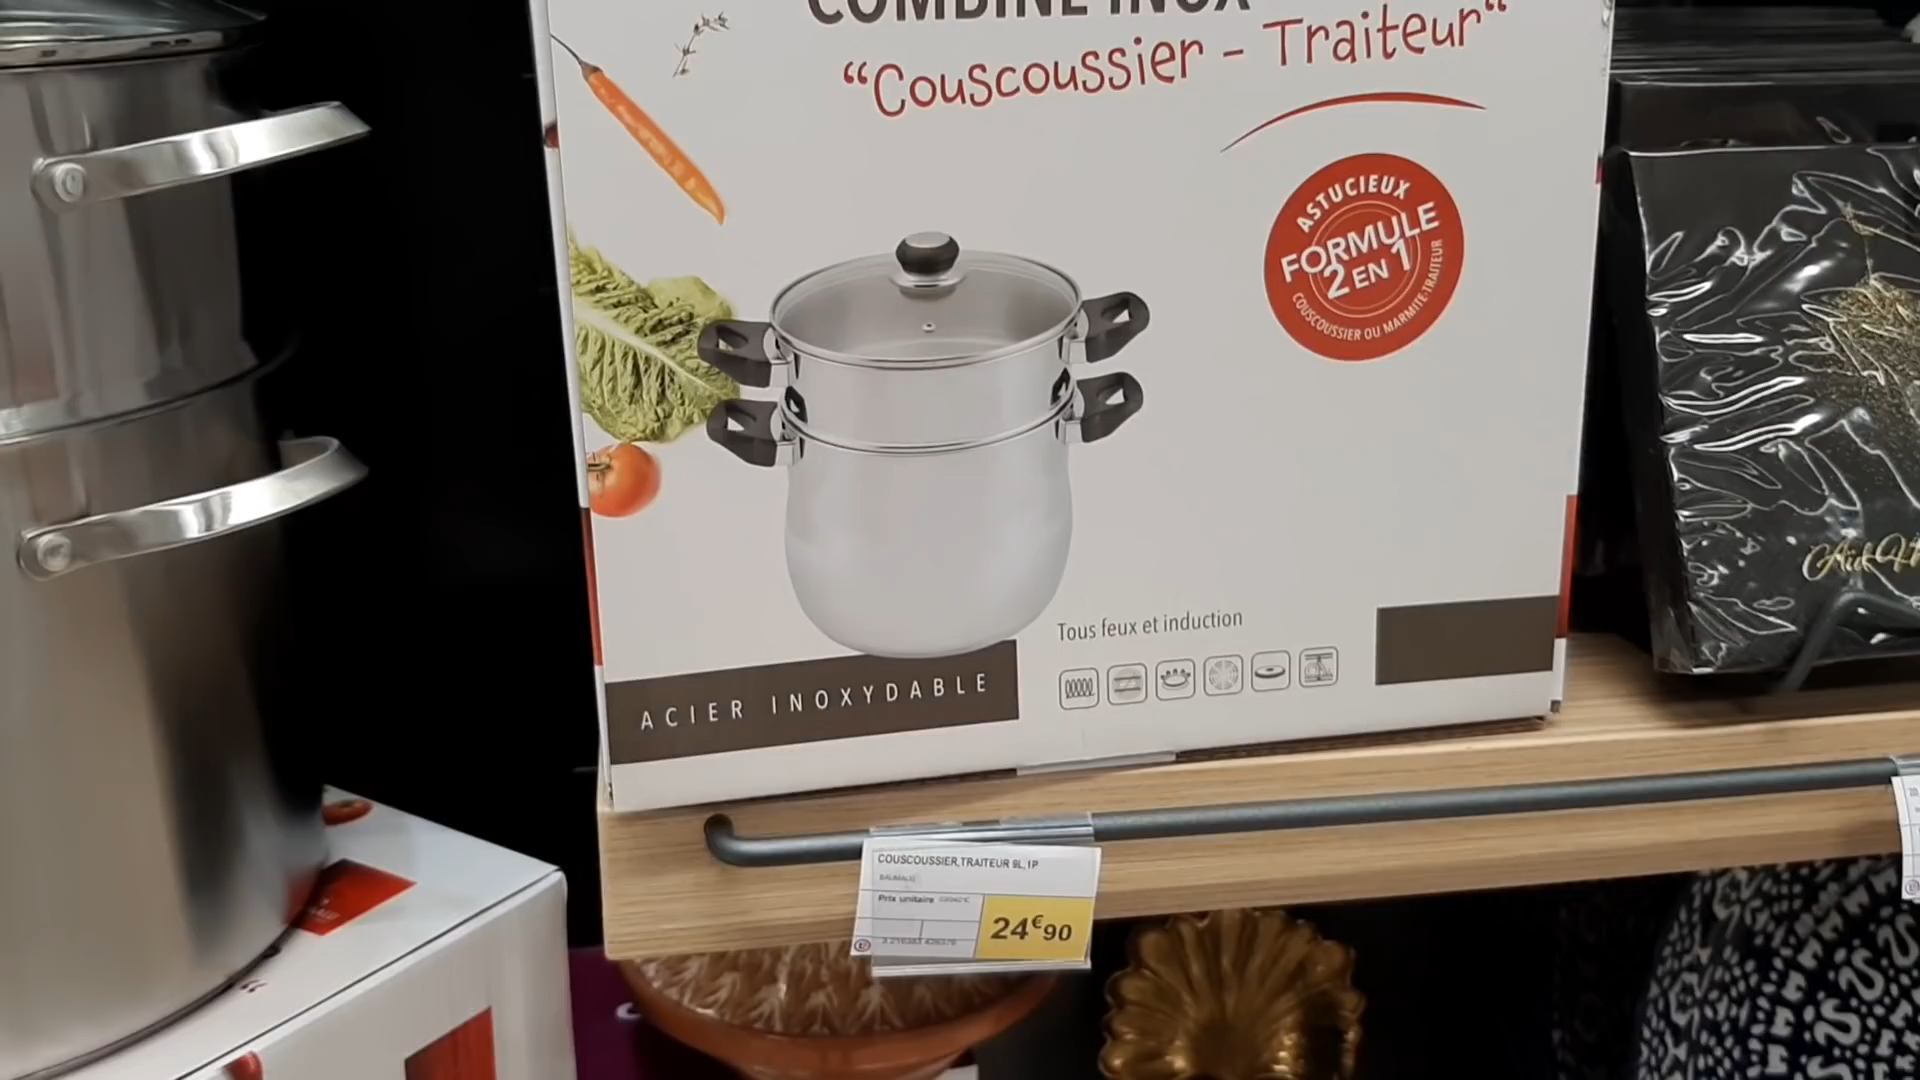 COMBINÉ INOX
“Couscoussier - Traiteur“
ASTUCIEUX
FORMULE
2 EN 1
COUSCOUSSIER OU MARMITE-TRAITEUR
Tous feux et induction
ACIER INOXYDABLE
COUSCOUSSIER,TRAITEUR 9L,1P
Prix unitaire
24€90